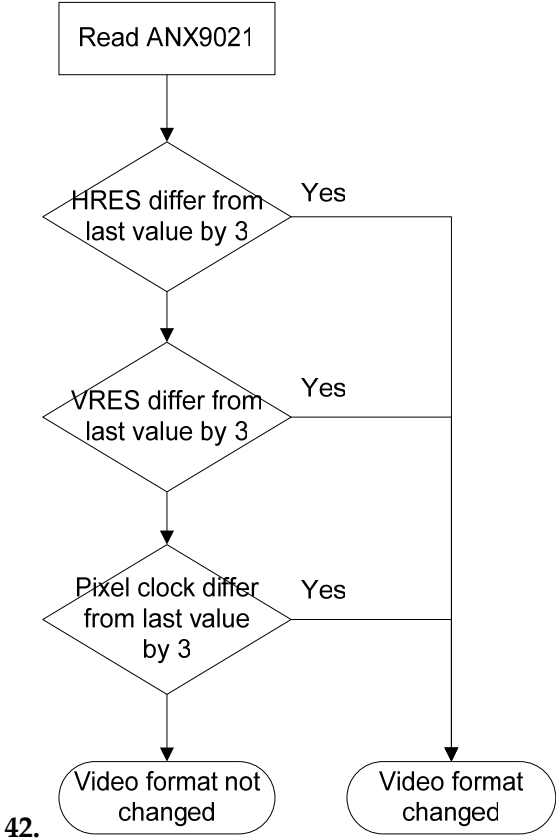 Read ANX9021
HRES differ from
last value by 3
Yes
VRES differ from
last value by 3
Yes
Pixel clock differ
from last value
by 3
Yes
Video format not
changed
Video format
changed
42.